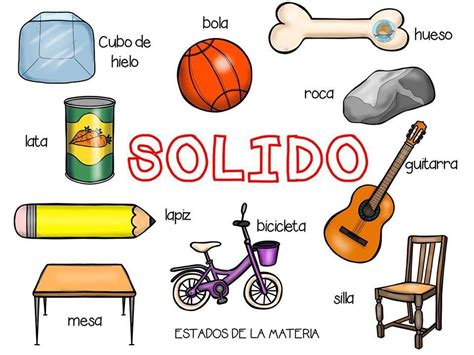 bola
Cubo de
hielo
hueso
roca
lata
SOLIDO
guitarra
lapiz
bicicleta
silla
mesa
ESTADOS DE LA MATERIA